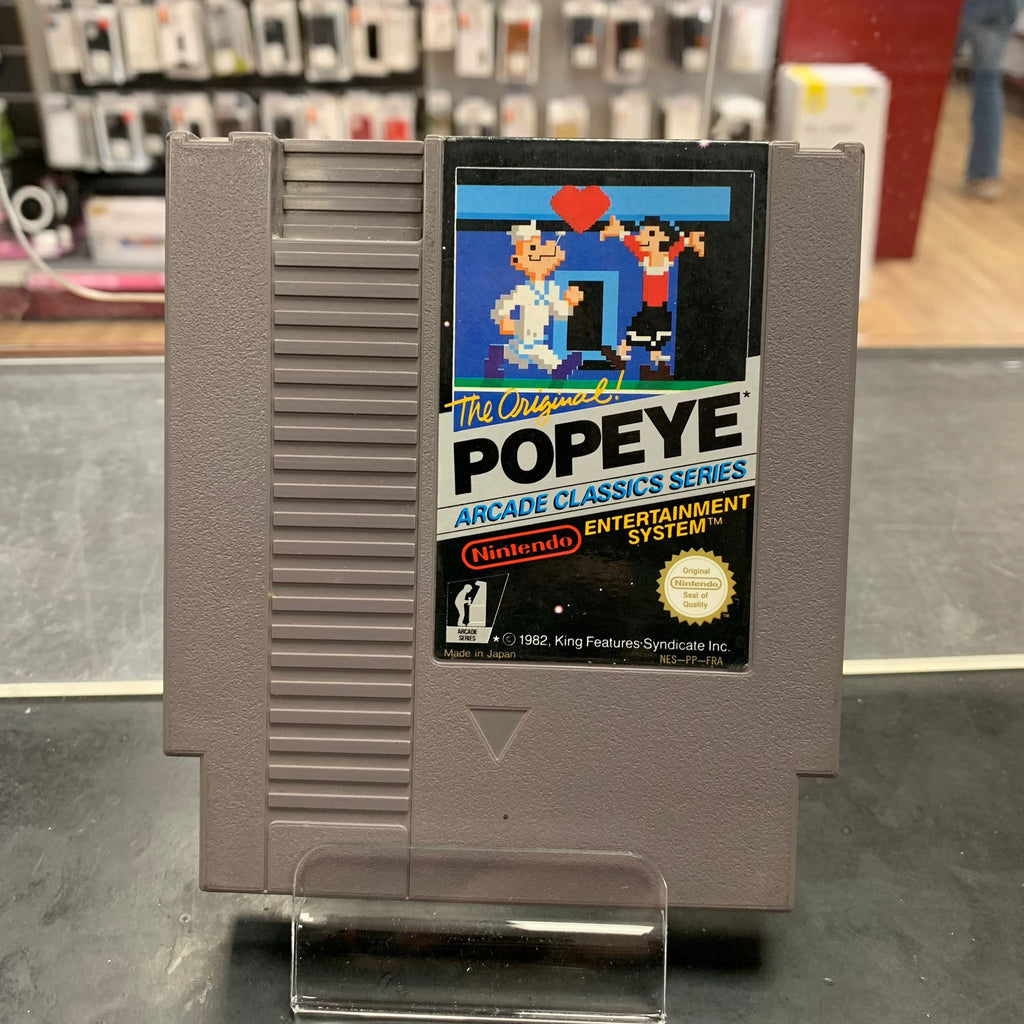 The Original!
POPEYE*
ARCADE CLASSICS SERIES
Nintendo
ENTERTAINMENT
SYSTEM™
Original
Nintendo
Seal of
Quality
TM
ARCADE
SERIES
* © 1982, King Features Syndicate Inc.
Made in Japan
NES-PP-FRA